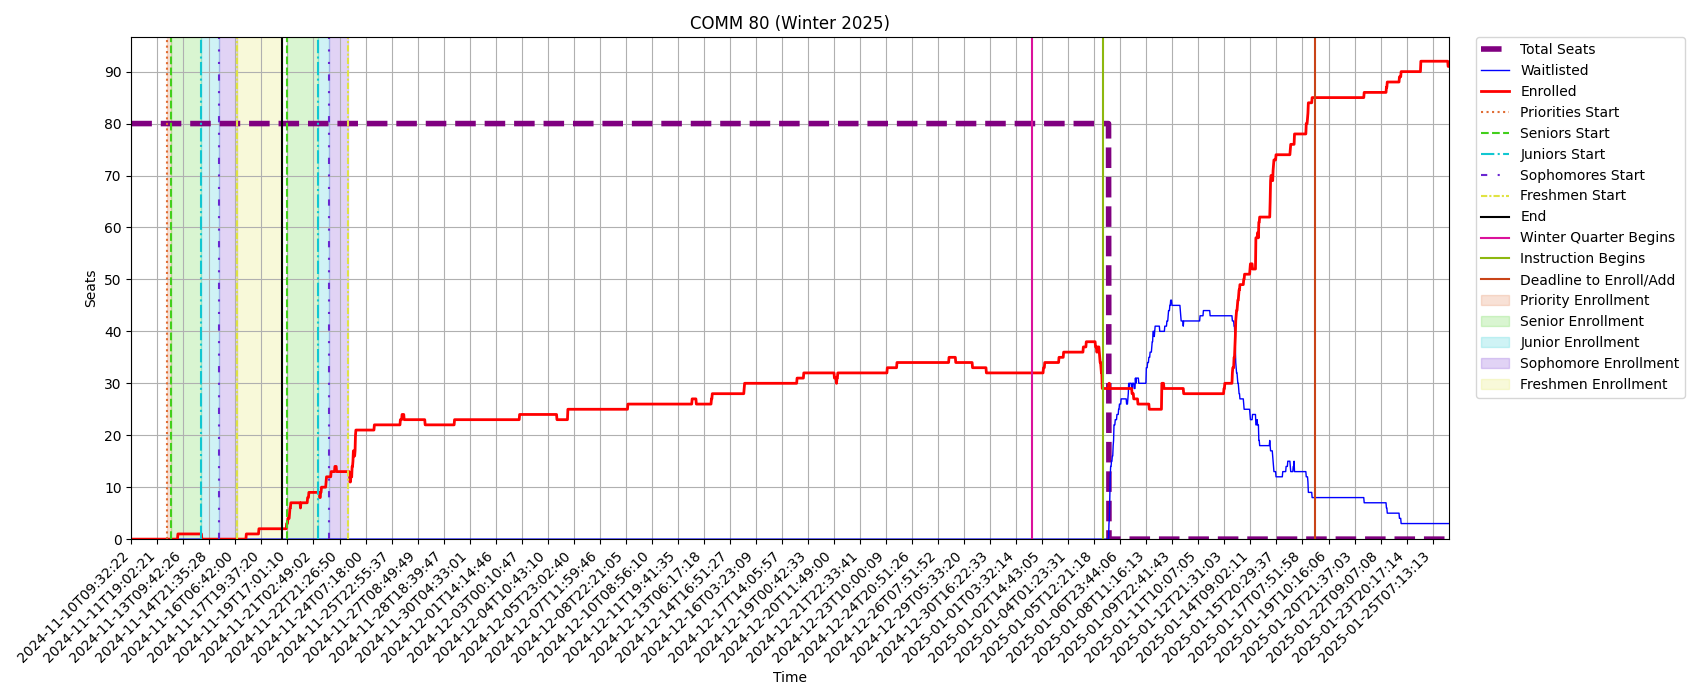 COMM 80 (Winter 2025)
Seats
90
80
70
60
50
40
30
20
10
0
2024-11-10T09:32:22
2024-11-11T19:02:21
2024-11-13T09:42:26
2024-11-14T21:35:28
2024-11-16T06:42:00
2024-11-17T19:37:20
2024-11-19T17:01:10
2024-11-21T02:49:02
2024-11-22T21:26:50
2024-11-24T07:18:00
2024-11-25T22:55:37
2024-11-27T08:49:49
2024-11-28T18:39:47
2024-11-30T04:33:01
2024-12-01T14:14:46
2024-12-03T00:10:47
2024-12-04T10:43:10
2024-12-05T23:02:40
2024-12-07T11:59:46
2024-12-08T22:21:05
2024-12-10T08:56:10
2024-12-11T19:41:35
2024-12-13T06:17:18
2024-12-14T16:51:27
2024-12-16T03:23:09
2024-12-17T14:05:57
2024-12-19T00:42:33
2024-12-20T11:49:00
2024-12-21T22:33:41
2024-12-23T10:00:09
2024-12-24T20:51:26
2024-12-26T07:51:52
2024-12-29T05:33:20
2024-12-30T16:22:33
2025-01-01T03:32:14
2025-01-02T14:43:05
2025-01-04T01:23:31
2025-01-05T12:21:18
2025-01-06T23:44:06
2025-01-08T11:16:13
2025-01-09T22:41:43
2025-01-11T10:07:05
2025-01-12T21:31:03
2025-01-14T09:02:11
2025-01-15T20:29:37
2025-01-17T07:51:58
2025-01-19T10:16:06
2025-01-20T21:37:03
2025-01-22T09:07:08
2025-01-23T20:17:14
2025-01-25T07:13:13
Time
Total Seats
Waitlisted
Enrolled
Priorities Start
Seniors Start
Juniors Start
Sophomores Start
Freshmen Start
End
Winter Quarter Begins
Instruction Begins
Deadline to Enroll/Add
Priority Enrollment
Senior Enrollment
Junior Enrollment
Sophomore Enrollment
Freshmen Enrollment